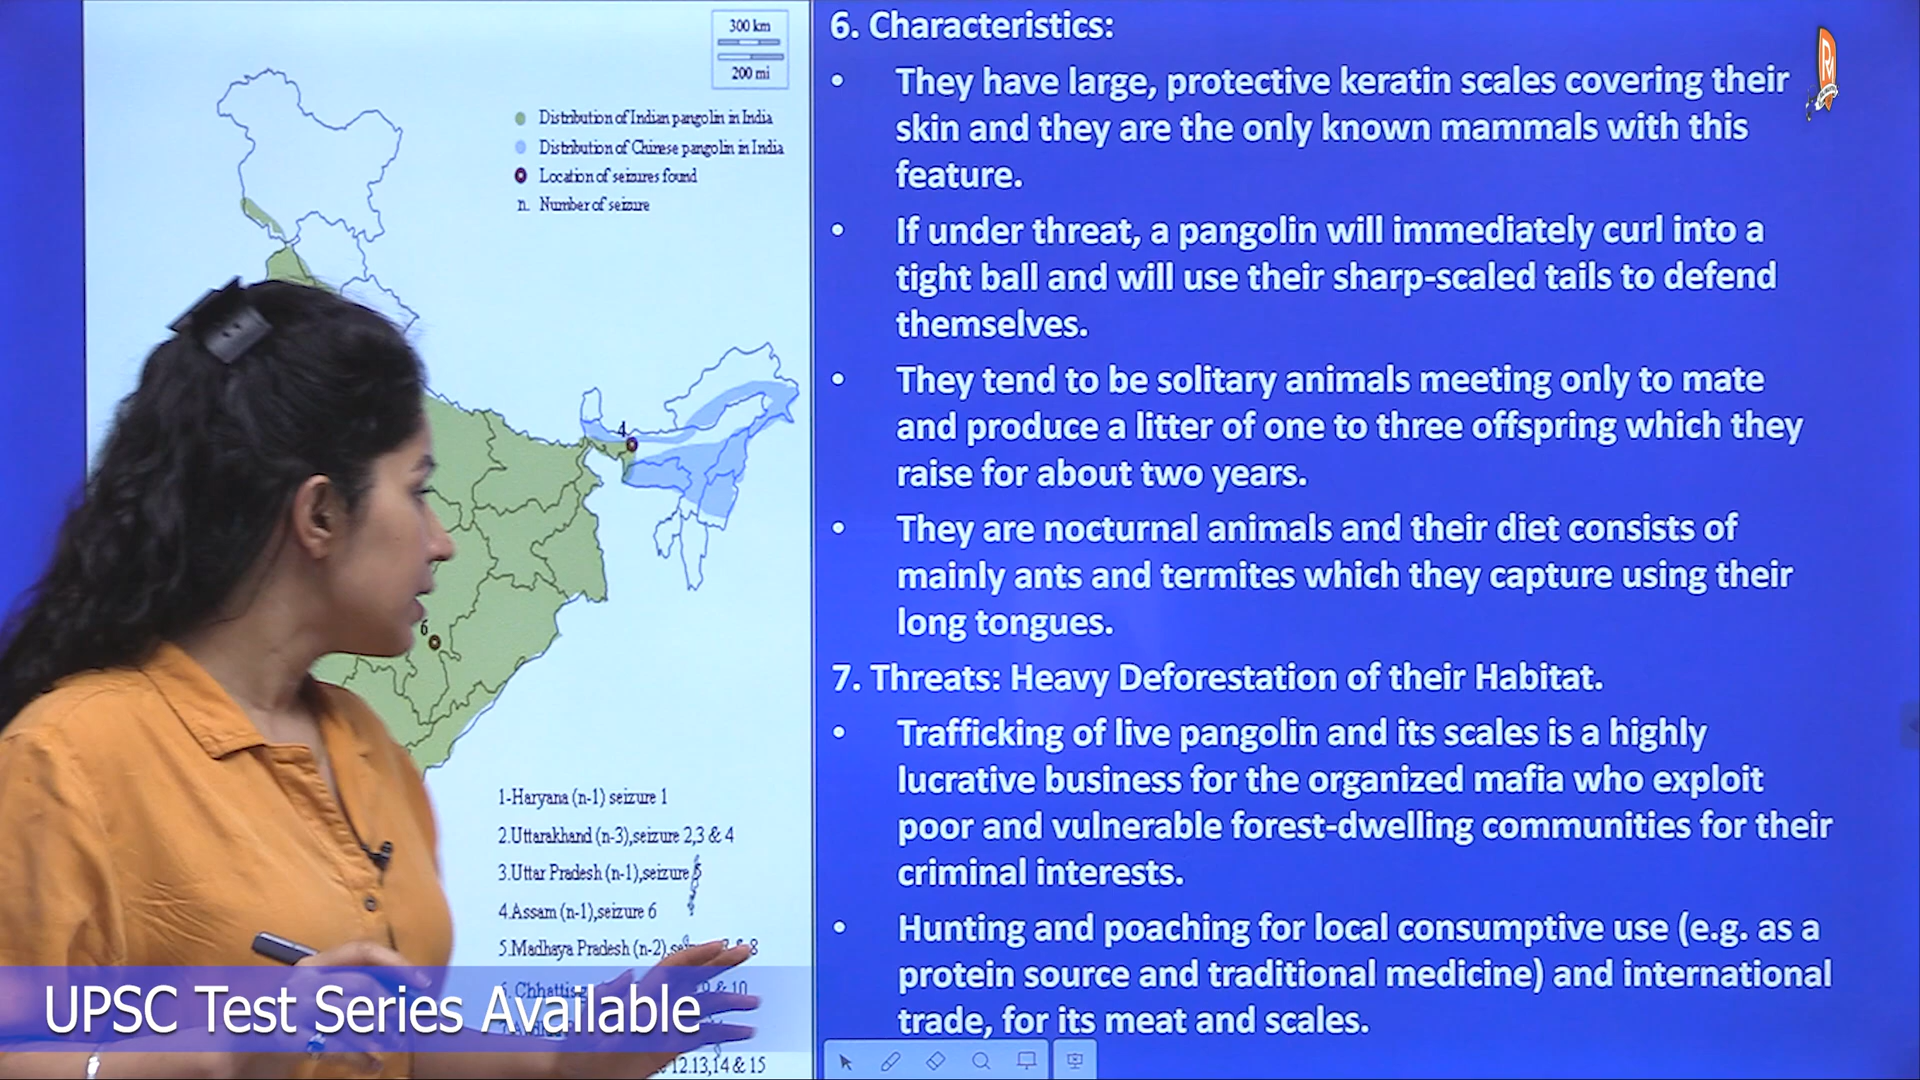 300 km
200 mi
Distribution of Indian pangolin in India
Distribution of Chinese pangolin in India
Location of seizures found
n. Number of seizure
4
6
1-Haryana (n-1) seizure 1
2.Uttarakhand (n-3),seizure 2,3 & 4
3.Uttar Pradesh (n-1),seizure 5
4.Assam (n-1),seizure 6
5.Madhaya Pradesh (n-2), & 8
& 10
12.13,14 & 15
UPSC Test Series Available
6. Characteristics:
• They have large, protective keratin scales covering their
skin and they are the only known mammals with this
feature.
• If under threat, a pangolin will immediately curl into a
tight ball and will use their sharp-scaled tails to defend
themselves.
• They tend to be solitary animals meeting only to mate
and produce a litter of one to three offspring which they
raise for about two years.
• They are nocturnal animals and their diet consists of
mainly ants and termites which they capture using their
long tongues.
7. Threats: Heavy Deforestation of their Habitat.
• Trafficking of live pangolin and its scales is a highly
lucrative business for the organized mafia who exploit
poor and vulnerable forest-dwelling communities for their
criminal interests.
• Hunting and poaching for local consumptive use (e.g. as a
protein source and traditional medicine) and international
trade, for its meat and scales.